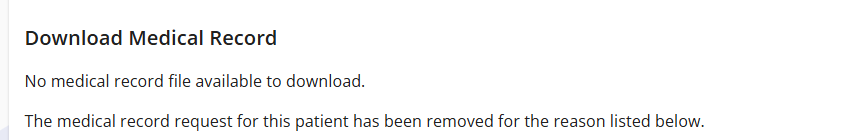 Download Medical Record
No medical record file available to download.
The medical record request for this patient has been removed for the reason listed below.